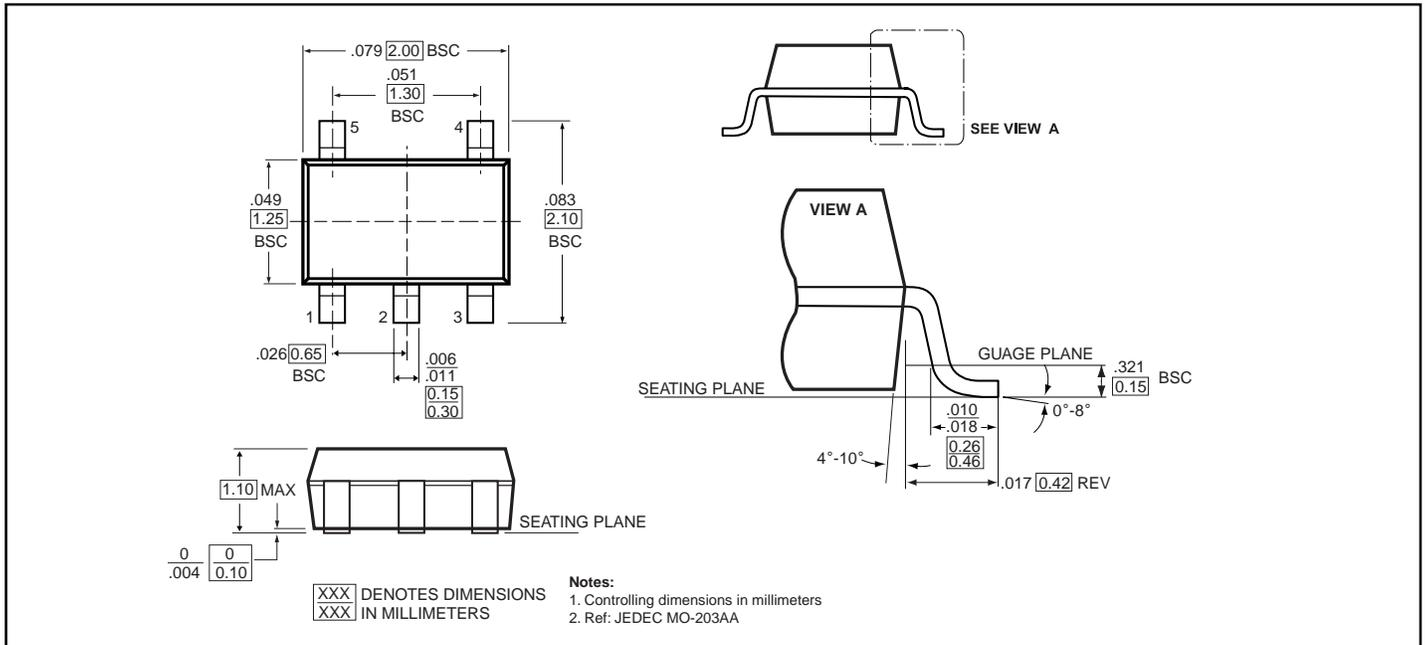 .079 2.00 BSC
.051
1.30
BSC
5
4
.049
1.25
BSC
.083
2.10
BSC
1
2
3
.026 0.65
BSC
.006
.011
0.15
0.30
SEE VIEW A
VIEW A
GUAGE PLANE
SEATING PLANE
.321
0.15 BSC
0°-8°
.010
.018
0.26
0.46
4°-10°
.017 0.42 REV
1.10 MAX
SEATING PLANE
0 0
.004 0.10
XXX DENOTES DIMENSIONS
XXX IN MILLIMETERS
Notes:
1. Controlling dimensions in millimeters
2. Ref: JEDEC MO-203AA